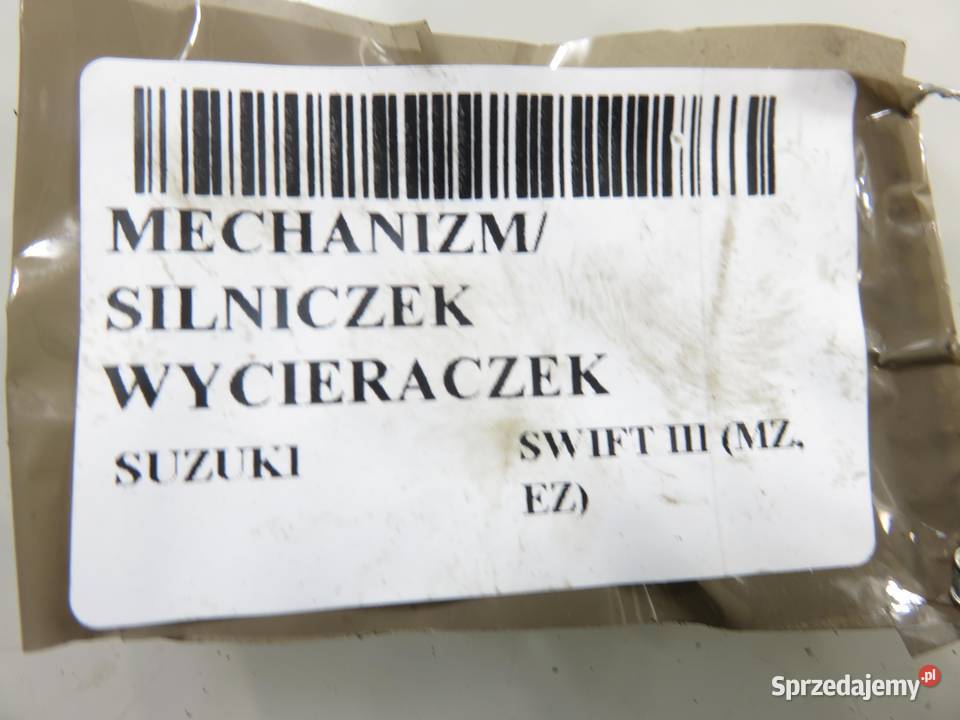 MECHANIZM/
SILNICZEK
WYCIERACZEK
SUZUKI
SWIFT III (MZ,
EZ)
Sprzedajemy.pl